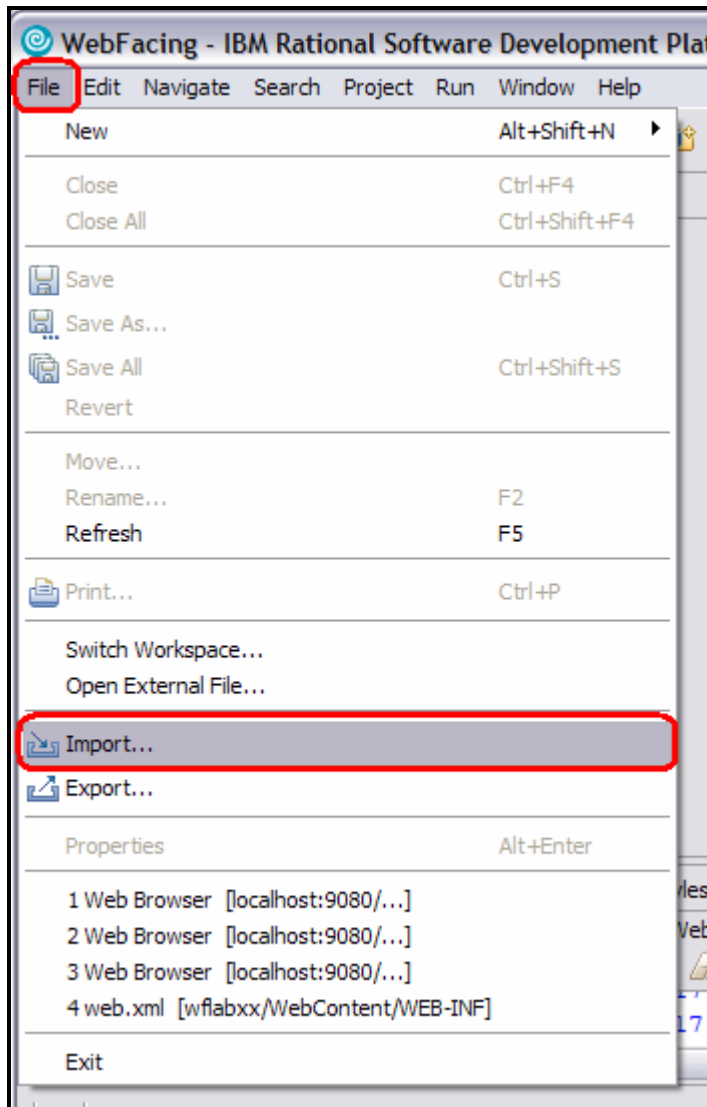 WebFacing - IBM Rational Software Development
File Edit Navigate Search Project Run Window Help
New Alt+Shift+N
Close Ctrl+F4
Close All Ctrl+Shift+F4
Save Ctrl+S
Save As...
Save All Ctrl+Shift+S
Revert
Move...
Rename... F2
Refresh F5
Print... Ctrl+P
Switch Workspace...
Open External File...
Import...
Export...
Properties Alt+Enter
1 Web Browser [localhost:9080/...]
2 Web Browser [localhost:9080/...]
3 Web Browser [localhost:9080/...]
4 web.xml [wflabxx/WebContent/WEB-INF]
17
Exit